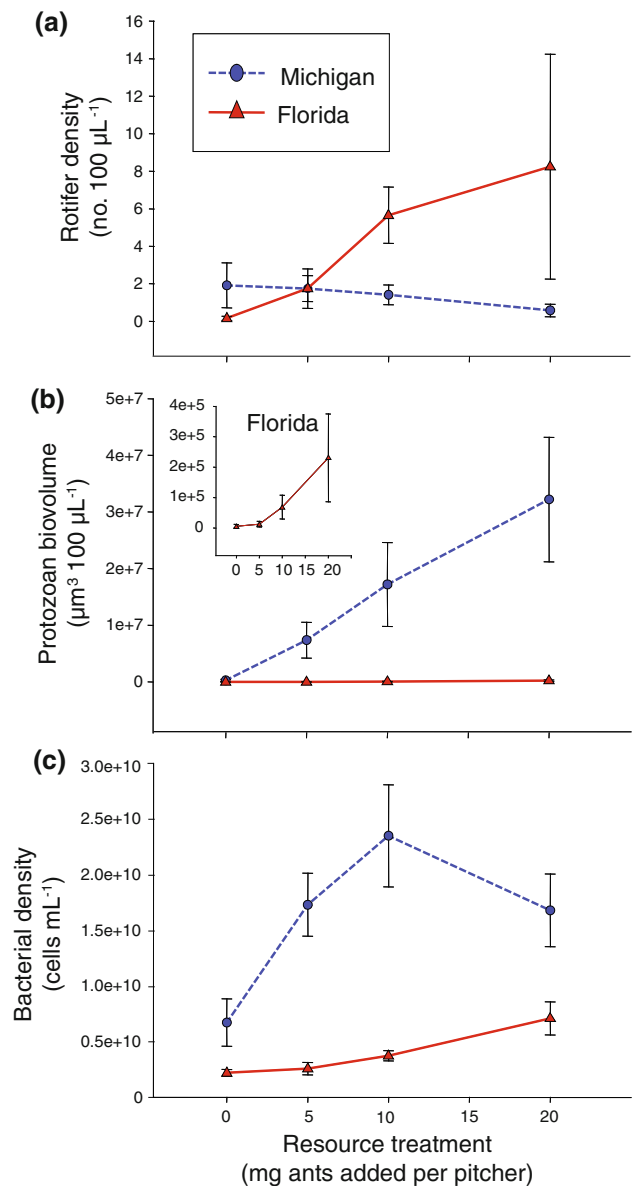 (a)
16
14
12
10
8
6
4
2
0
Rotifer density
(no. 100 µL⁻¹)
Michigan
Florida
(b)
5e+7
4e+7
3e+7
2e+7
1e+7
0
Protozoan biovolume
(µm³ 100 µL⁻¹)
4e+5
3e+5
2e+5
1e+5
0
Florida
0 5 10 20
(c)
3.0e+10
2.5e+10
2.0e+10
1.5e+10
1.0e+10
0.5e+10
0
Bacterial density
(cells mL⁻¹)
0 5 10 20
Resource treatment
(mg ants added per pitcher)